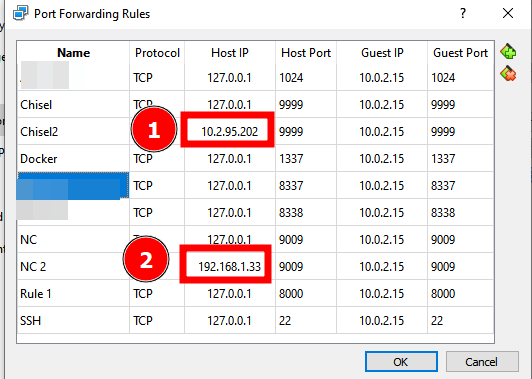 Port Forwarding Rules
Name Protocol Host IP Host Port Guest IP Guest Port
TCP 127.0.0.1 1024 10.0.2.15 1024
Chisel TCP 127.0.0.1 9999 10.0.2.15 9999
Chisel2 1 10.2.95.202 9999 10.0.2.15 9999
Docker TCP 127.0.0.1 1337 10.0.2.15 1337
TCP 127.0.0.1 8337 10.0.2.15 8337
TCP 127.0.0.1 8338 10.0.2.15 8338
NC 127.0.0.1 9009 10.0.2.15 9009
NC 2 2 192.168.1.33 9009 10.0.2.15 9009
Rule 1 TCP 127.0.0.1 8000 10.0.2.15 8000
SSH TCP 127.0.0.1 22 10.0.2.15 22
OK Cancel